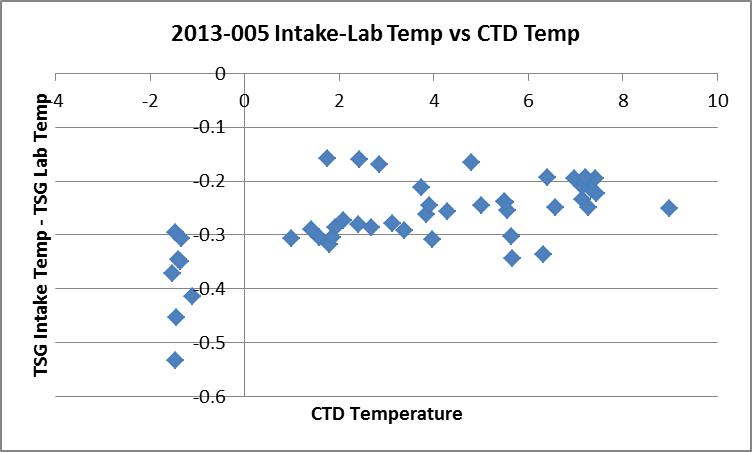 2013-005 Intake-Lab Temp vs CTD Temp
0
-4 -2 0 2 4 6 8 10
-0.1
-0.2
-0.3
-0.4
-0.5
-0.6
TSG Intake Temp - TSG Lab Temp
CTD Temperature